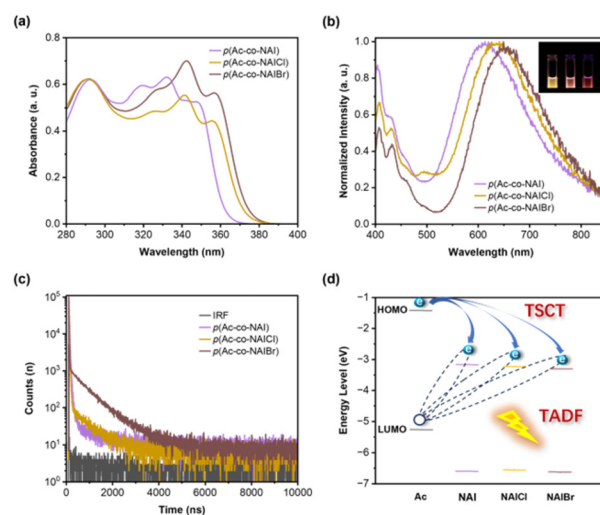 (a)
0.8
0.6
0.4
0.2
0.0
Absorbance (a. u.)
p(Ac-co-NAI)
p(Ac-co-NAICl)
p(Ac-co-NAIBr)
280 300 320 340 360 380 400
Wavelength (nm)
(b)
1.0
0.8
0.6
0.4
0.2
0.0
Normalized Intensity (a. u.)
p(Ac-co-NAI)
p(Ac-co-NAICl)
p(Ac-co-NAIBr)
400 500 600 700 800
Wavelength (nm)
(c)
10^5
10^4
10^3
10^2
10^1
10^0
Counts (n)
IRF
p(Ac-co-NAI)
p(Ac-co-NAICl)
p(Ac-co-NAIBr)
0 2000 4000 6000 8000 10000
Time (ns)
(d)
−1
−2
−3
−4
−5
−6
−7
Energy Level (eV)
HOMO
LUMO
e
e
e
e
TSCT
TADF
Ac NAI NAICl NAIBr